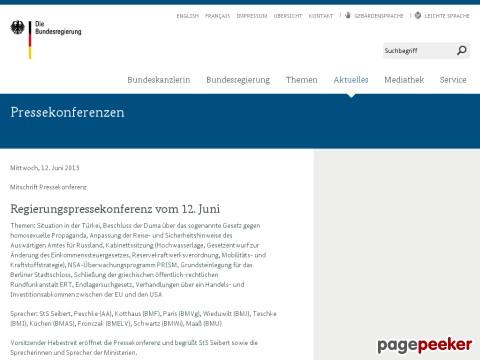 ENGLISH FRANÇAIS IMPRESSUM ÜBERSICHT KONTAKT GEBÄRDENSPRACHE LEICHTE SPRACHE
Die
Bundesregierung
Suchbegriff
Bundeskanzlerin Bundesregierung Themen Aktuelles Mediathek Service
Pressekonferenzen
Mittwoch, 12. Juni 2013
Mitschrift Pressekonferenz
Regierungspressekonferenz vom 12. Juni
Themen: Situation in der Türkei, Beschluss der Duma über das sogenannte Gesetz gegen
homosexuelle Propaganda, Anpassung der Reise- und Sicherheitshinweise des
Auswärtigen Amtes für Russland, Kabinettssitzung (Hochwasserlage, Gesetzentwurf zur
Änderung des Einkommenssteuergesetzes, Reservekraftwerksverordnung, Mobilitäts- und
Kraftstoffstrategie), NSA-Überwachungsprogramm PRISM, Grundsteinlegung für das
Berliner Stadtschloss, Schließung der griechischen öffentlich-rechtlichen
Rundfunkanstalt ERT, Endlagersuchgesetz, Verhandlungen über ein Handels- und
Investitionsabkommen zwischen der EU und den USA
Sprecher: StS Seibert, Peschke (AA), Kotthaus (BMF), Paris (BMVg), Wieduwilt (BMJ), Teschke
(BMI), Küchen (BMAS), Fronczak (BMELV), Schwartz (BMWi), Maaß (BMU)
Vorsitzender Hebestreit eröffnet die Pressekonferenz und begrüßt StS Seibert sowie die
Sprecherinnen und Sprecher der Ministerien.
pagepeeker